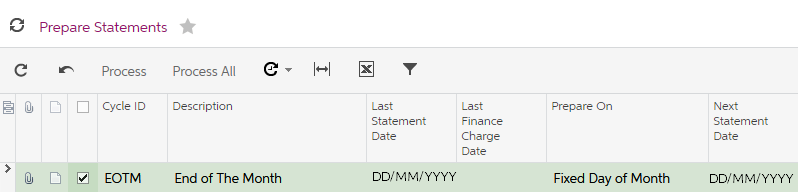 Prepare Statements
Process Process All
Cycle ID Description Last Statement Date Last Finance Charge Date Prepare On Next Statement Date
EOTM End of The Month DD/MM/YYYY Fixed Day of Month DD/MM/YYYY